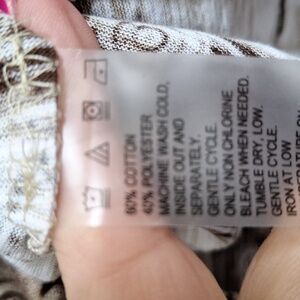 60% COTTON
40% POLYESTER
MACHINE WASH COLD,
INSIDE OUT AND
SEPARATELY.
GENTLE CYCLE.
ONLY NON CHLORINE
BLEACH WHEN NEEDED.
TUMBLE DRY, LOW.
GENTLE CYCLE.
IRON AT LOW